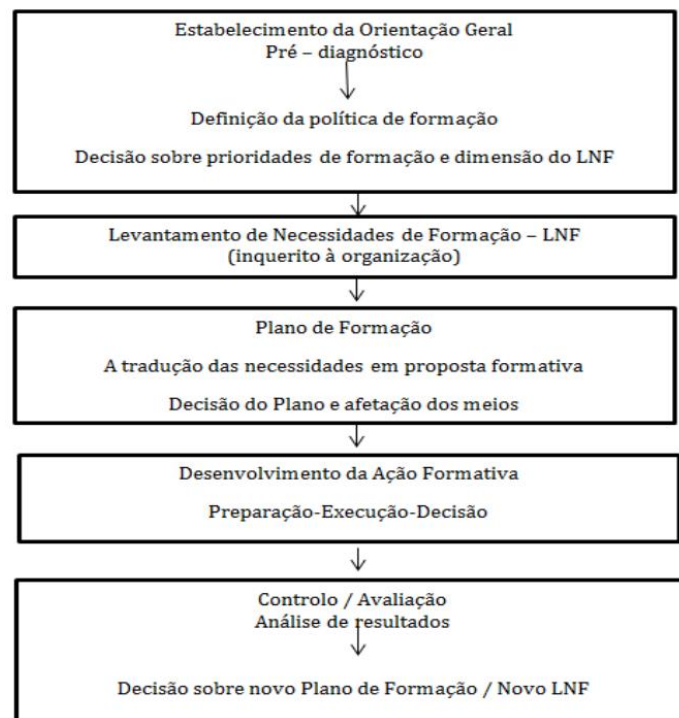 Estabelecimento da Orientação Geral
Pré – diagnóstico
Definição da política de formação
Decisão sobre prioridades de formação e dimensão do LNF
Levantamento de Necessidades de Formação – LNF
(inquerito à organização)
Plano de Formação
A tradução das necessidades em proposta formativa
Decisão do Plano e afetação dos meios
Desenvolvimento da Ação Formativa
Preparação-Execução-Decisão
Controlo / Avaliação
Análise de resultados
Decisão sobre novo Plano de Formação / Novo LNF